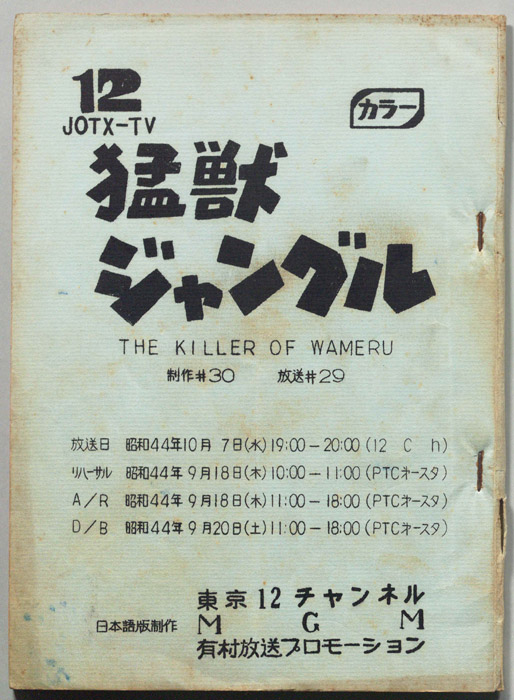 12
JOTX-TV
カラー
猛獣
ジャングル
THE KILLER OF WAMERU
制作#30 放送#29
放送日 昭和44年10月 7日(水)19:00-20:00(12 C h)
リハーサル 昭和44年 9月18日(木)10:00-11:00(PTCオースタ)
A/R 昭和44年 9月18日(木)11:00-18:00(PTCオースタ)
D/B 昭和44年 9月20日(土)11:00-18:00(PTCオースタ)
東京12チャンネル
日本語版制作 M G M
有村放送プロモーション